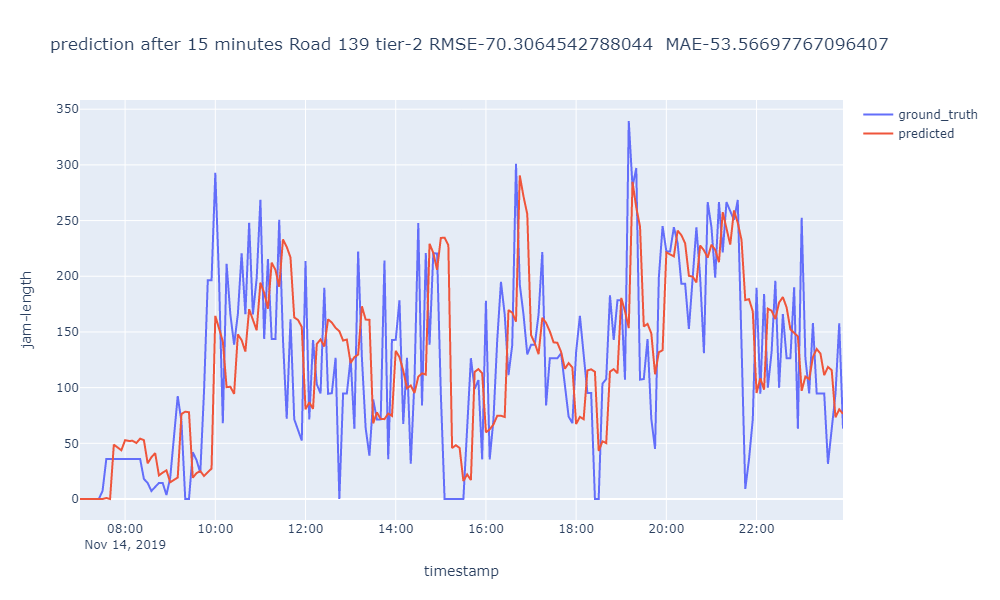 prediction after 15 minutes Road 139 tier-2 RMSE-70.3064542788044  MAE-53.56697767096407
ground_truth
predicted
350
300
250
200
150
100
50
0
jam-length
08:00 10:00 12:00 14:00 16:00 18:00 20:00 22:00
Nov 14, 2019
timestamp